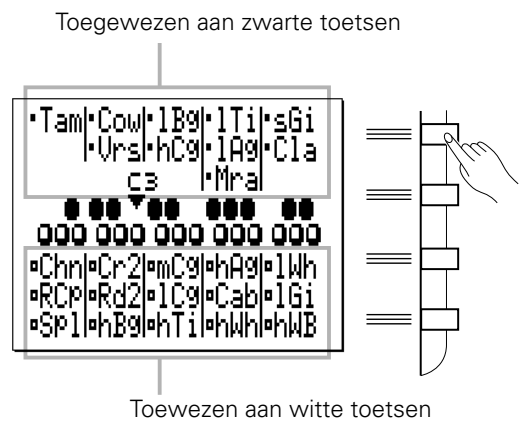 Toegewezen aan zwarte toetsen
·Tam|·Cow|·lBg|·lTi|·sGi
|·Vrs|·hCg|·lAg|·Cla
C3 |·Mra|
▫Chn|▫Cr2|▫mCg|▫hAg|▫lWh
▫RCp|▫Rd2|▫lCg|▫Cab|▫lGi
▫Spl|▫hBg|▫hTi|▫hWh|▫hWB
Toewezen aan witte toetsen